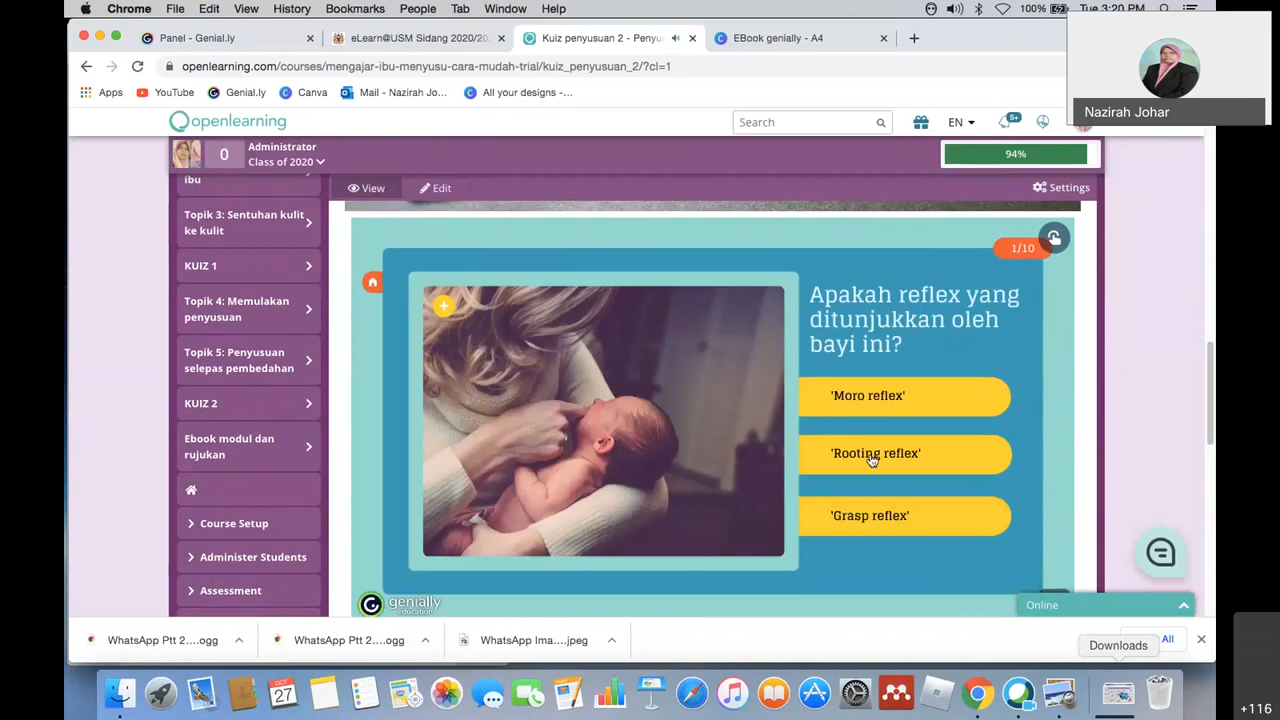 Chrome File Edit View History Bookmarks People Tab Window Help
100%
Tue 3:20 PM
Panel - Genial.ly
eLearn@USM Sidang 2020/20
Kuiz penyusuan 2 - Penyu
EBook genially - A4
openlearning.com/courses/mengajar-ibu-menyusu-cara-mudah-trial/kuiz_penyusuan_2/?cl=1
Apps YouTube Genial.ly Canva Mail - Nazirah Jo... All your designs -...
Nazirah Johar
openlearning
Search
EN
5+
0
Administrator
Class of 2020
94%
ibu
View
Edit
Settings
Topik 3: Sentuhan kulit
ke kulit
KUIZ 1
Topik 4: Memulakan
penyusuan
Topik 5: Penyusuan
selepas pembedahan
KUIZ 2
Ebook modul dan
rujukan
Course Setup
Administer Students
Assessment
1/10
Apakah reflex yang
ditunjukkan oleh
bayi ini?
'Moro reflex'
'Rooting reflex'
'Grasp reflex'
genially
education
Online
WhatsApp Ptt 2....ogg
WhatsApp Ptt 2....ogg
WhatsApp Ima....jpeg
Downloads
All
OCT
27
+116